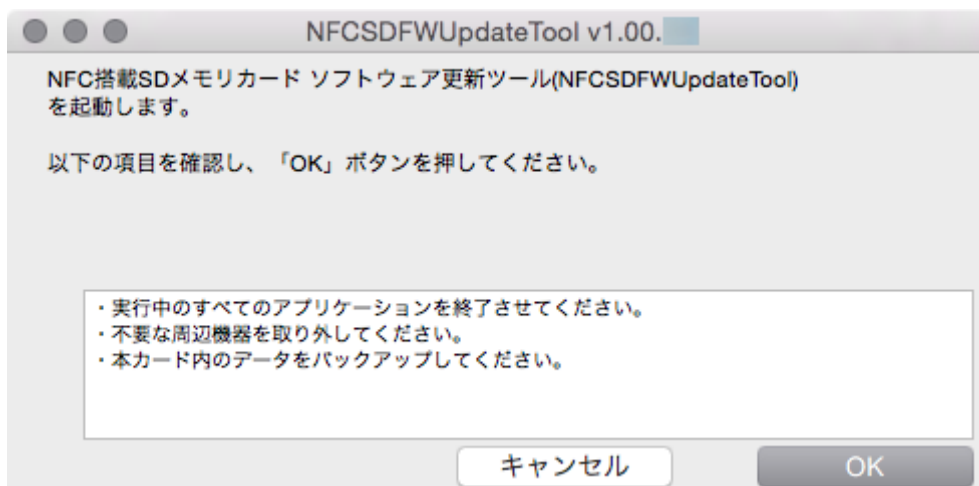 NFCSDFWUpdateTool v1.00.
NFC搭載SDメモリカード ソフトウェア更新ツール(NFCSDFWUpdateTool)
を起動します。
以下の項目を確認し、「OK」ボタンを押してください。
・実行中のすべてのアプリケーションを終了させてください。
・不要な周辺機器を取り外してください。
・本カード内のデータをバックアップしてください。
キャンセル
OK